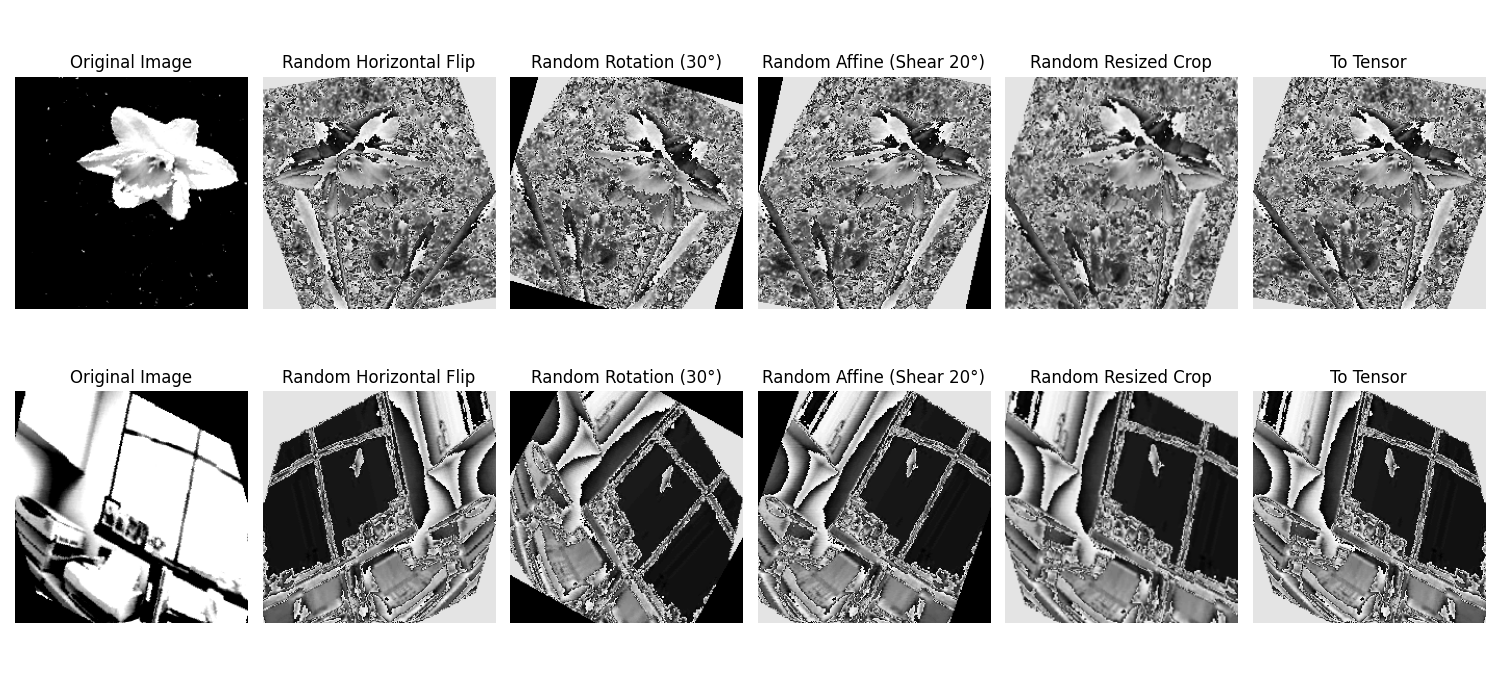 Original Image
Random Horizontal Flip
Random Rotation (30°)
Random Affine (Shear 20°)
Random Resized Crop
To Tensor
Original Image
Random Horizontal Flip
Random Rotation (30°)
Random Affine (Shear 20°)
Random Resized Crop
To Tensor